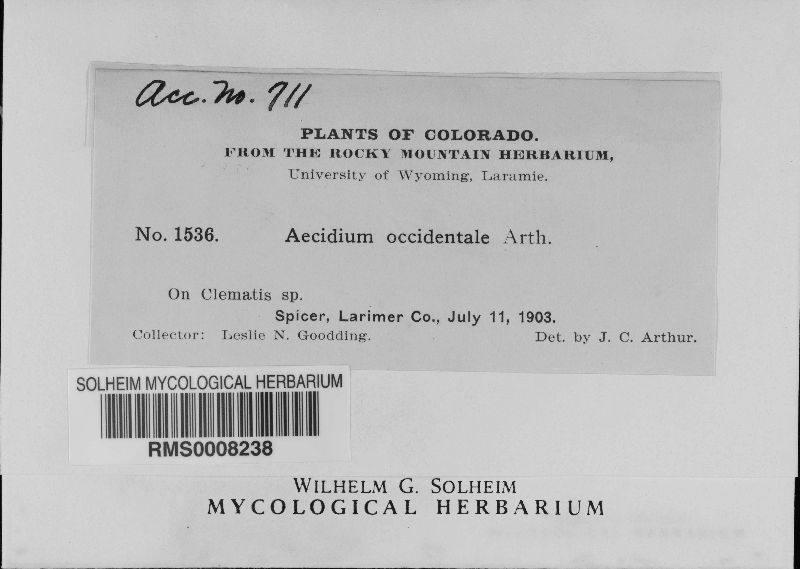 Acc. No. 711
PLANTS OF COLORADO.
FROM THE ROCKY MOUNTAIN HERBARIUM,
University of Wyoming, Laramie.
No. 1536. Aecidium occidentale Arth.
On Clematis sp.
Spicer, Larimer Co., July 11, 1903.
Collector: Leslie N. Goodding. Det. by J. C. Arthur.
SOLHEIM MYCOLOGICAL HERBARIUM
RMS0008238
WILHELM G. SOLHEIM
MYCOLOGICAL HERBARIUM